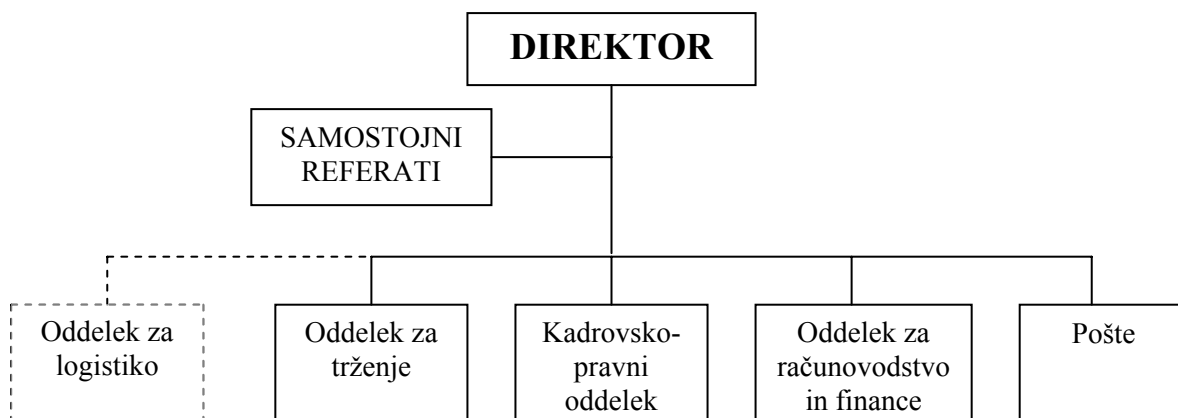 DIREKTOR
SAMOSTOJNI
REFERATI
Oddelek za
logistiko
Oddelek za
trženje
Kadrovsko-
pravni
oddelek
Oddelek za
računovodstvo
in finance
Pošte